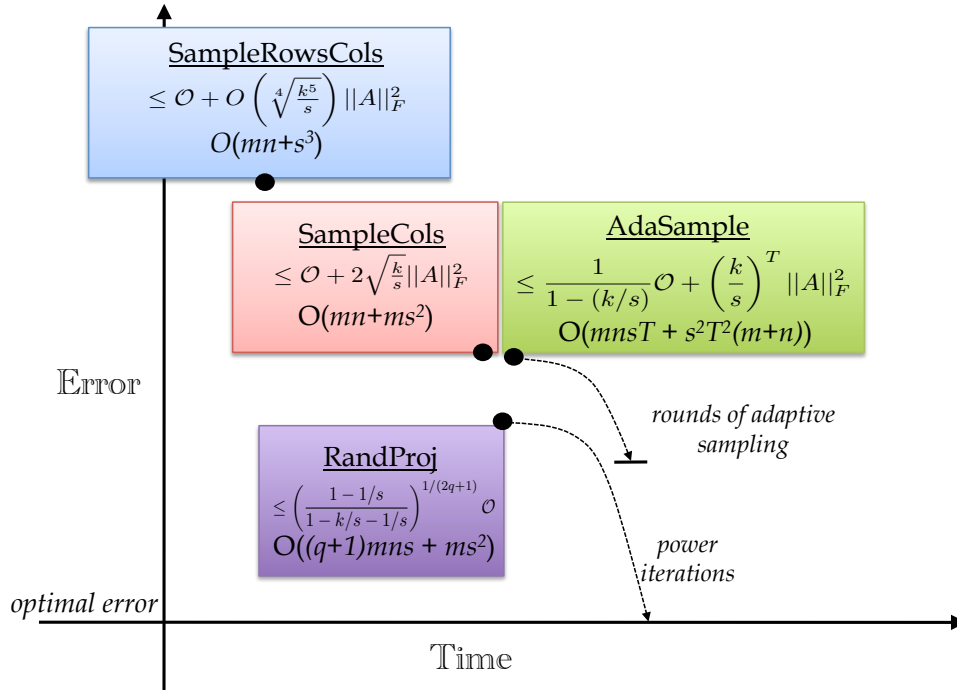 SampleRowsCols
≤ 𝒪 + O ( ∜(k⁵/s) ) ||A||²_F
O(mn+s³)
SampleCols
≤ 𝒪 + 2√(k/s) ||A||²_F
O(mn+ms²)
AdaSample
≤ 1/(1 − (k/s)) 𝒪 + (k/s)^T ||A||²_F
O(mnsT + s²T²(m+n))
Error
rounds of adaptive
sampling
RandProj
≤ ( (1 − 1/s)/(1 − k/s − 1/s) )^{1/(2q+1)} 𝒪
O((q+1)mns + ms²)
power
iterations
optimal error
Time